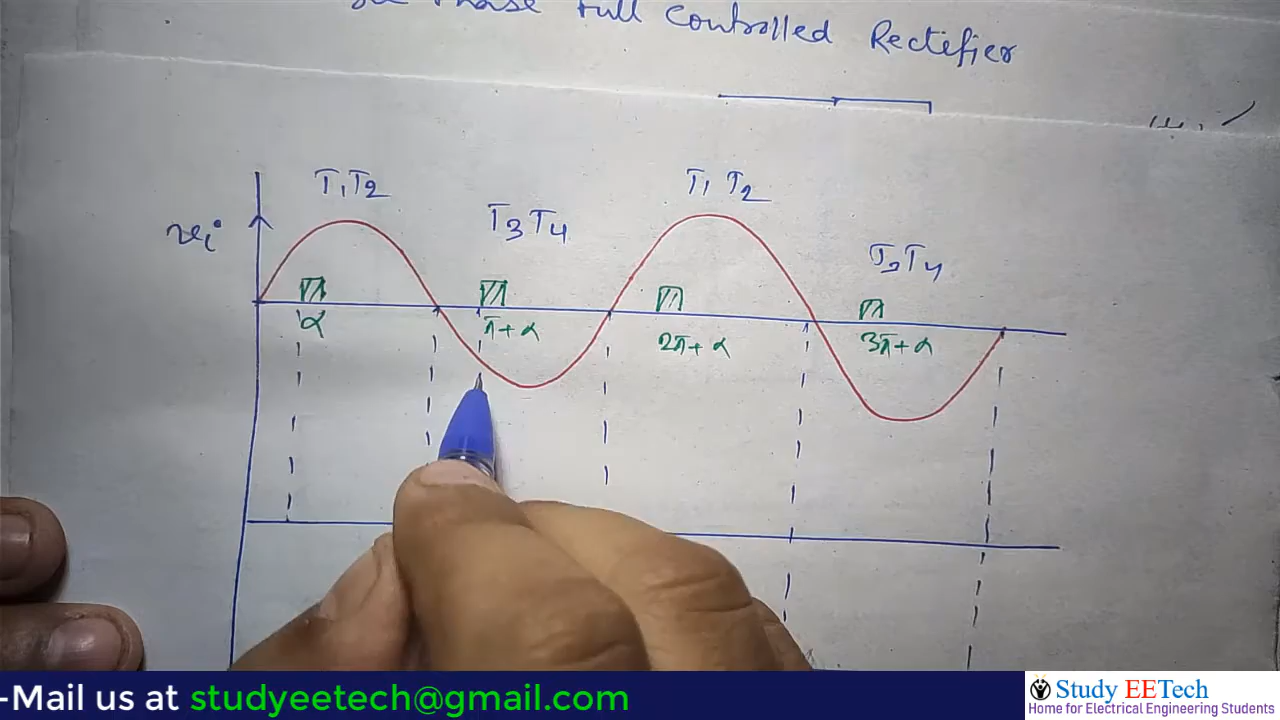 Phase Full Controlled Rectifier
T1T2
T1 T2
T3T4
vi
T3T4
α
π+α
2π+α
3π+α
-Mail us at studyeetech@gmail.com
Study EETech
Home for Electrical Engineering Students